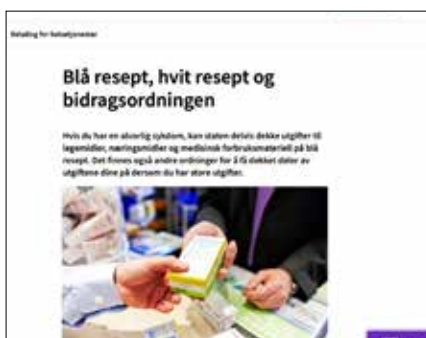 Betaling for helsetjenester
Blå resept, hvit resept og
bidragsordningen
Hvis du har en alvorlig sykdom, kan staten delvis dekke utgifter til
legemidler, næringsmidler og medisinsk forbruksmateriell på blå
resept. Det finnes også andre ordninger for å få dekket deler av
utgiftene dine på dersom du har store utgifter.